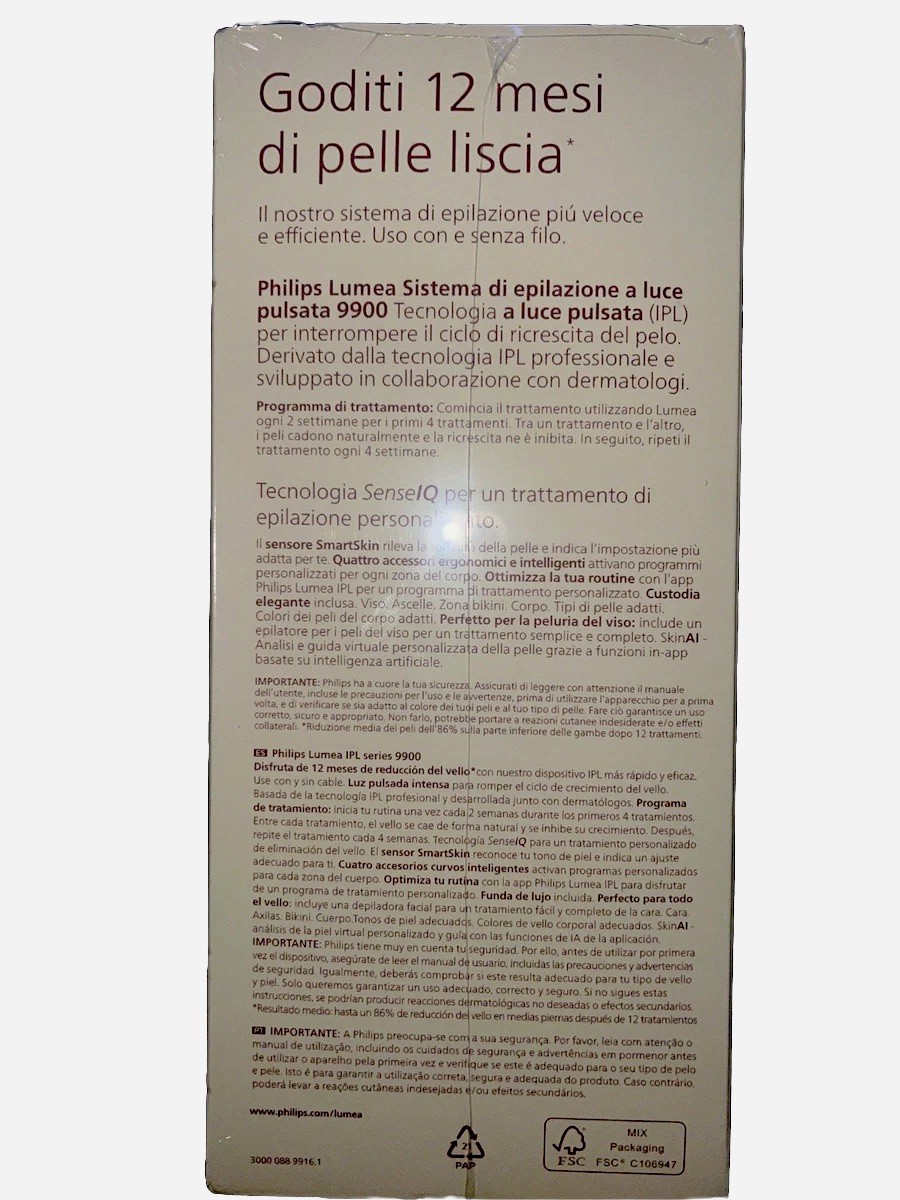 Goditi 12 mesi
di pelle liscia*
Il nostro sistema di epilazione piú veloce
e efficiente. Uso con e senza filo.
Philips Lumea Sistema di epilazione a luce
pulsata 9900 Tecnologia a luce pulsata (IPL)
per interrompere il ciclo di ricrescita del pelo.
Derivato dalla tecnologia IPL professionale e
sviluppato in collaborazione con dermatologi.
Programma di trattamento: Comincia il trattamento utilizzando Lumea
ogni 2 settimane per i primi 4 trattamenti. Tra un trattamento e l'altro,
i peli cadono naturalmente e la ricrescita ne è inibita. In seguito, ripeti il
trattamento ogni 4 settimane.
Tecnologia SenseIQ per un trattamento di
epilazione
Il sensore SmartSkin rileva la della pelle e indica l'impostazione più
adatta per te. Quattro accessori ergonomici e intelligenti attivano programmi
personalizzati per ogni zona del corpo. Ottimizza la tua routine con l'app
Philips Lumea IPL per un programma di trattamento personalizzato. Custodia
elegante inclusa. Viso. Ascelle. Zona bikini. Corpo. Tipi di pelle adatti.
Colori dei peli del corpo adatti. Perfetto per la peluria del viso: include un
epilatore per i peli del viso per un trattamento semplice e completo. SkinAI -
Analisi e guida virtuale personalizzata della pelle grazie a funzioni in-app
basate su intelligenza artificiale.
IMPORTANTE: Philips ha a cuore la tua sicurezza. Assicurati di leggere con attenzione il manuale
dell'utente, incluse le precauzioni per l'uso e le avvertenze, prima di utilizzare l'apparecchio per a prima
volta, e di verificare se sia adatto al colore dei tuoi peli e al tuo tipo di pelle. Fare ciò garantisce un uso
corretto, sicuro e appropriato. Non farlo, potrebbe portare a reazioni cutanee indesiderate e/o effetti
collaterali. *Riduzione media dei peli dell'86% sulla parte inferiore delle gambe dopo 12 trattamenti.
ES Philips Lumea IPL series 9900
Disfruta de 12 meses de reducción del vello*con nuestro dispositivo IPL más rápido y eficaz.
Use con y sin cable. Luz pulsada intensa para romper el ciclo de crecimiento del vello.
Basada de la tecnología IPL profesional y desarrollada junto con dermatólogos. Programa
de tratamiento: Inicia tu rutina una vez cada 2 semanas durante los primeros 4 tratamientos.
Entre cada tratamiento, el vello se cae de forma natural y se inhibe su crecimiento. Después,
repite el tratamiento cada 4 semanas. Tecnología SenseIQ para un tratamiento personalizado
de eliminación del vello. El sensor SmartSkin reconoce tu tono de piel e indica un ajuste
adecuado para ti. Cuatro accesorios curvos inteligentes activan programas personalizados
para cada zona del cuerpo. Optimiza tu rutina con la app Philips Lumea IPL para disfrutar
de un programa de tratamiento personalizado. Funda de lujo incluida. Perfecto para todo
el vello: incluye una depiladora facial para un tratamiento fácil y completo de la cara. Cara.
Axilas. Bikini. Cuerpo.Tonos de piel adecuados. Colores de vello corporal adecuados. SkinAI -
análisis de la piel virtual personalizado y guía con las funciones de IA de la aplicación.
IMPORTANTE: Philips tiene muy en cuenta tu seguridad. Por ello, antes de utilizar por primera
vez el dispositivo, asegúrate de leer el manual de usuario, incluidas las precauciones y advertencias
de seguridad. Igualmente, deberás comprobar si este resulta adecuado para tu tipo de vello
y piel. Solo queremos garantizar un uso adecuado, correcto y seguro. Si no sigues estas
instrucciones, se podrían producir reacciones dermatológicas no deseadas o efectos secundarios.
*Resultado medio: hasta un 86% de reducción del vello en medias piernas después de 12 tratamientos
PT IMPORTANTE: A Philips preocupa-se com a sua segurança. Por favor, leia com atenção o
manual de utilização, incluindo os cuidados de segurança e advertências em pormenor antes
de utilizar o aparelho pela primeira vez e verifique se este é adequado para o seu tipo de pelo
e pele. Isto é para garantir a utilização correta, segura e adequada do produto. Caso contrário,
poderá levar a reações cutâneas indesejadas e/ou efeitos secundários.
www.philips.com/lumea
3000 088 9916.1
21
PAP
FSC
MIX
Packaging
FSC® C106947